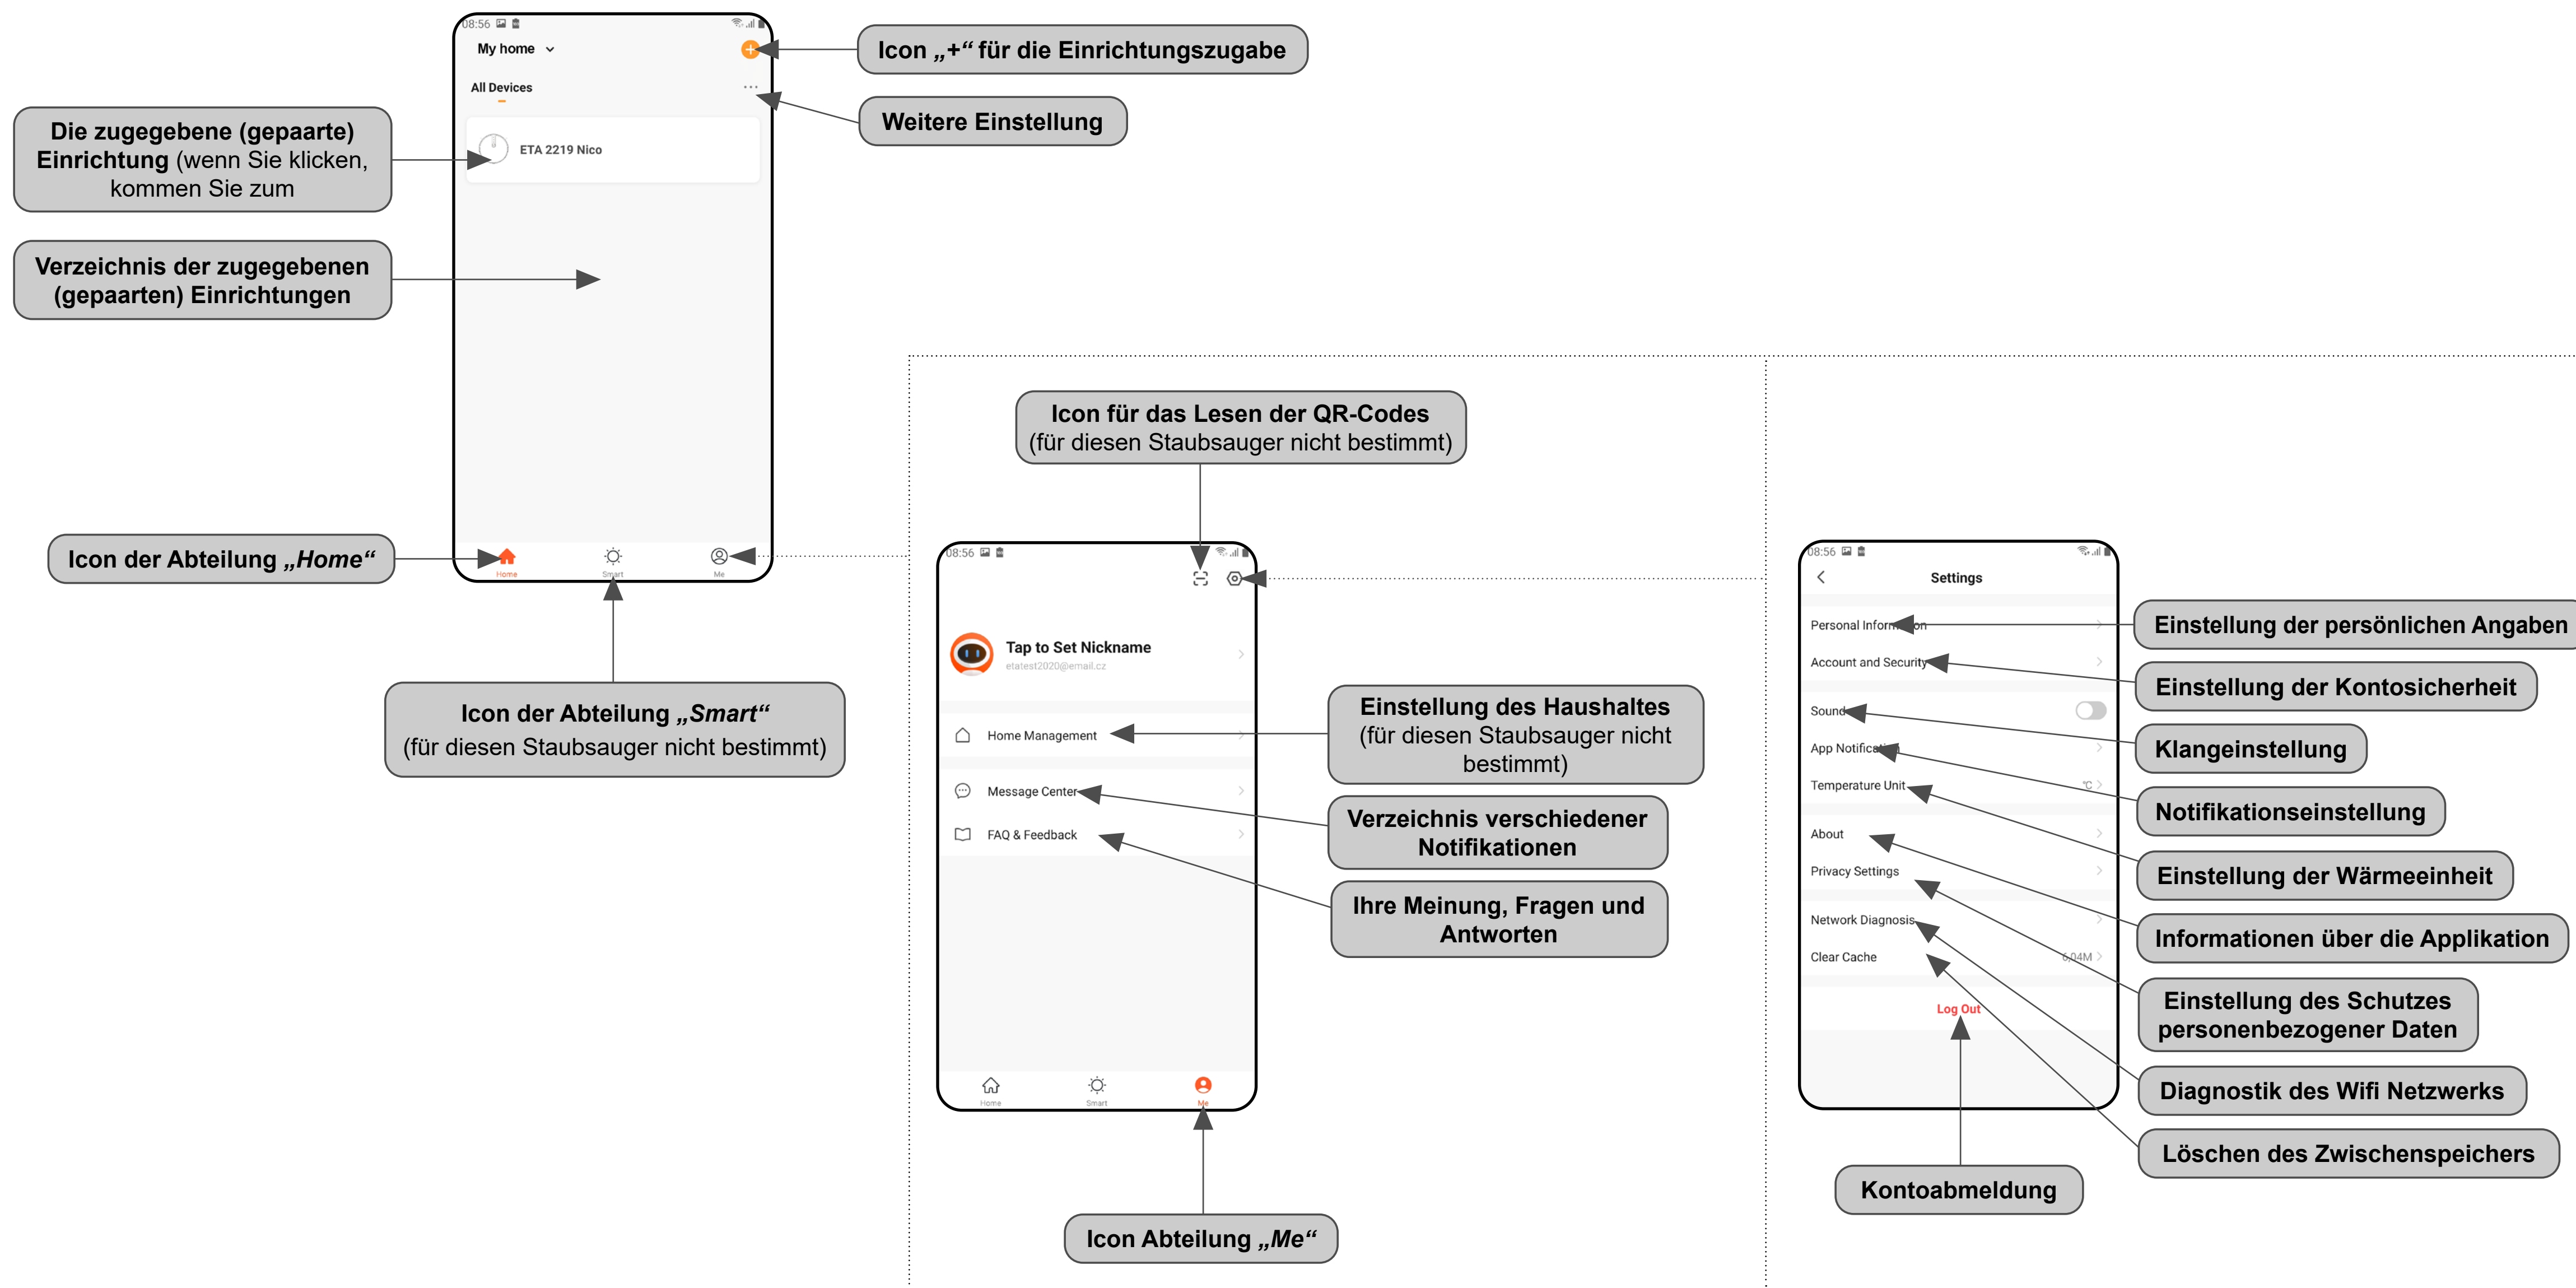 08:56
My home
Icon „+“ für die Einrichtungszugabe
All Devices
Weitere Einstellung
Die zugegebene (gepaarte)
Einrichtung (wenn Sie klicken,
kommen Sie zum
ETA 2219 Nico
Verzeichnis der zugegebenen
(gepaarten) Einrichtungen
Icon der Abteilung „Home“
Home
Smart
Me
Icon der Abteilung „Smart“
(für diesen Staubsauger nicht bestimmt)
Icon für das Lesen der QR-Codes
(für diesen Staubsauger nicht bestimmt)
08:56
Tap to Set Nickname
etatest2020@email.cz
Home Management
Message Center
FAQ & Feedback
Einstellung des Haushaltes
(für diesen Staubsauger nicht
bestimmt)
Verzeichnis verschiedener
Notifikationen
Ihre Meinung, Fragen und
Antworten
Home
Smart
Me
Icon Abteilung „Me“
08:56
Settings
Personal Information
Account and Security
Sound
App Notification
Temperature Unit
°C
About
Privacy Settings
Network Diagnosis
Clear Cache
6,04M
Log Out
Einstellung der persönlichen Angaben
Einstellung der Kontosicherheit
Klangeinstellung
Notifikationseinstellung
Einstellung der Wärmeeinheit
Informationen über die Applikation
Einstellung des Schutzes
personenbezogener Daten
Diagnostik des Wifi Netzwerks
Löschen des Zwischenspeichers
Kontoabmeldung